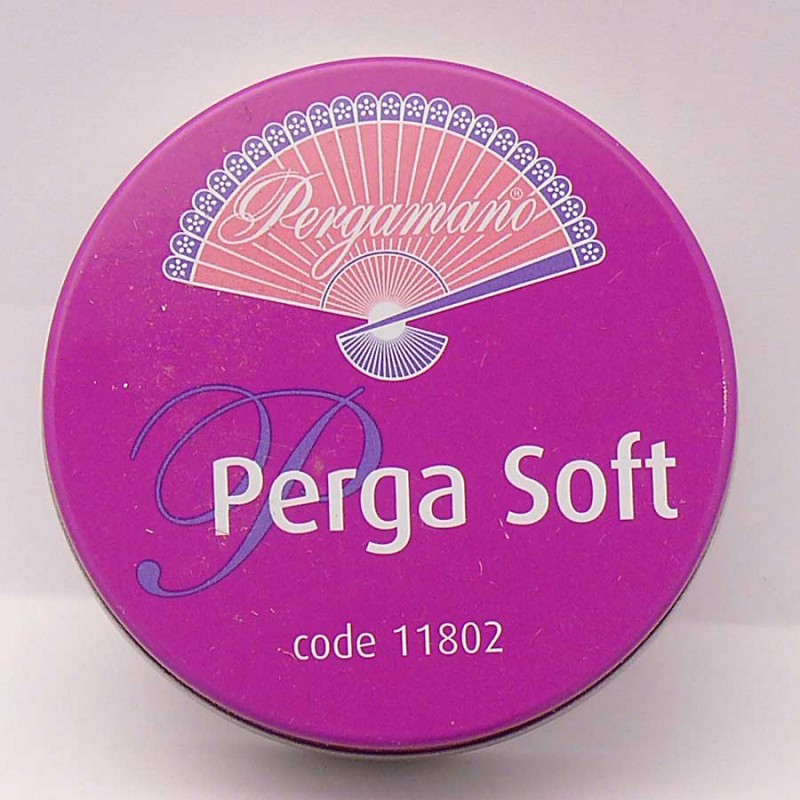 Pergamano®
P
Perga Soft
code 11802